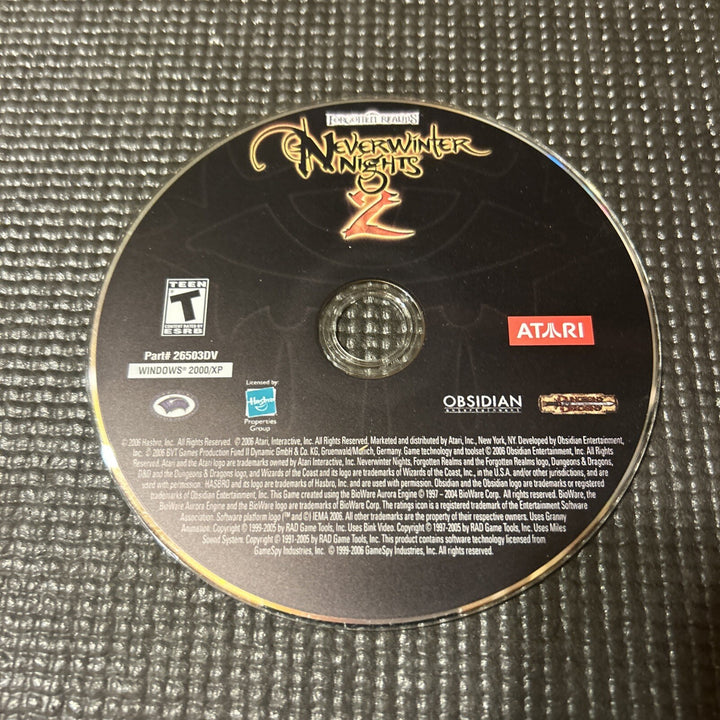 FORGOTTEN REALMS
NEVERWINTER
NIGHTS
2
TEEN
T
CONTENT RATED BY
ESRB
ATARI
Part# 26503DV
WINDOWS® 2000/XP
Licensed by:
Hasbro
Properties
Group
OBSIDIAN
entertainment
DUNGEONS & DRAGONS
© 2006 Hasbro, Inc. All Rights Reserved. © 2006 Atari, Interactive, Inc. All Rights Reserved. Marketed and distributed by Atari, Inc., New York, NY. Developed by Obsidian Entertainment,
Inc. © 2006 GVT Games Production Fund II Dynamic GmbH & Co. KG, Gruenwald/Munich, Germany. Game technology and toolset © 2006 Obsidian Entertainment, Inc. All Rights
Reserved. Atari and the Atari logo are trademarks owned by Atari Interactive, Inc. Neverwinter Nights, Forgotten Realms and the Forgotten Realms logo, Dungeons & Dragons,
D&D and the Dungeons & Dragons logo, and Wizards of the Coast and its logo are trademarks of Wizards of the Coast, Inc., in the U.S.A. and/or other jurisdictions, and are
used with permission. HASBRO and its logo are trademarks of Hasbro, Inc. and are used with permission. Obsidian and the Obsidian logo are trademarks or registered
trademarks of Obsidian Entertainment, Inc. This Game created using the BioWare Aurora Engine © 1997 – 2004 BioWare Corp. All rights reserved. BioWare, the
BioWare Aurora Engine and the BioWare logo are trademarks of BioWare Corp. The ratings icon is a registered trademark of the Entertainment Software
Association. Software platform logo (™ and ©) IEMA 2006. All other trademarks are the property of their respective owners. Uses Granny
Animation. Copyright © 1999-2005 by RAD Game Tools, Inc. Uses Bink Video. Copyright © 1997-2005 by RAD Game Tools, Inc. Uses Miles
Sound System. Copyright © 1991-2005 by RAD Game Tools, Inc. This product contains software technology licensed from
GameSpy Industries, Inc. © 1999-2006 GameSpy Industries, Inc. All rights reserved.